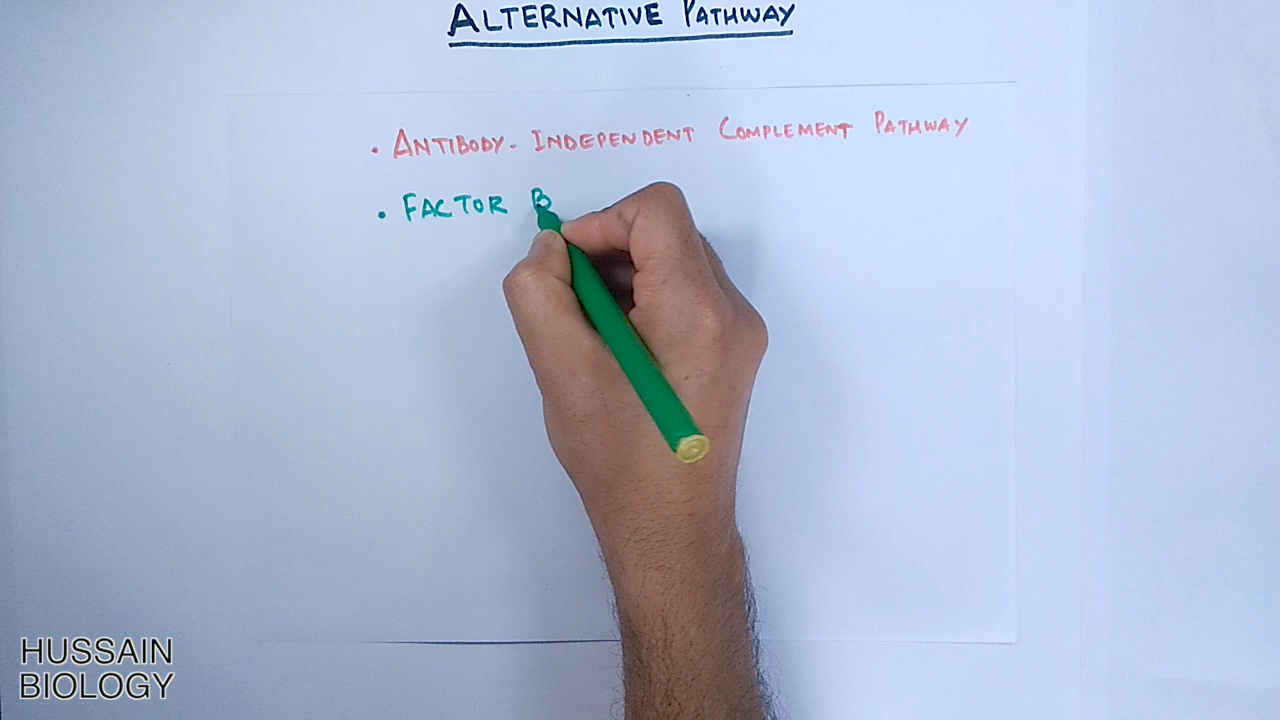 ALTERNATIVE PATHWAY
• ANTIBODY-INDEPENDENT COMPLEMENT PATHWAY
• FACTOR B
HUSSAIN
BIOLOGY